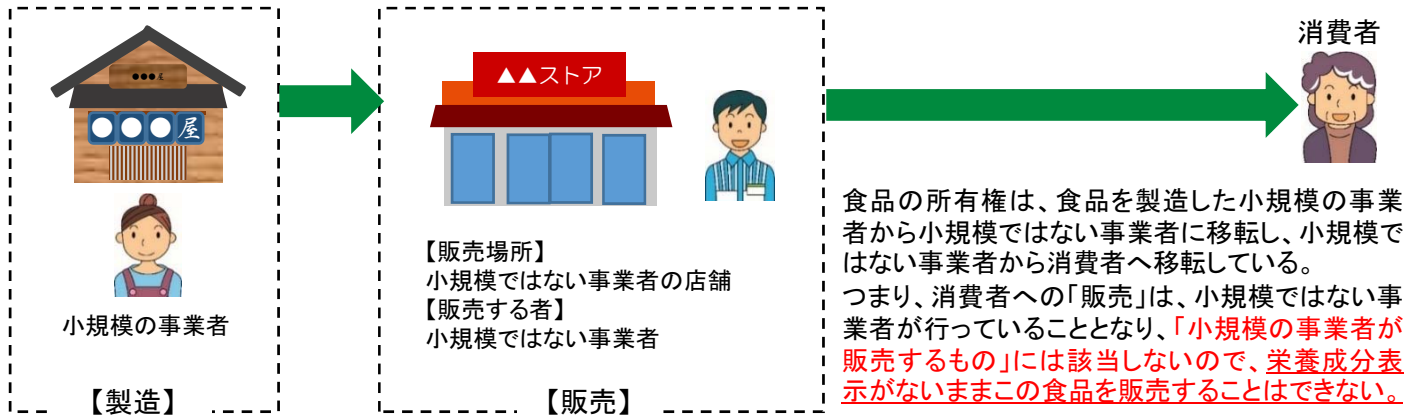 ●●●屋
屋
小規模の事業者
【製造】
▲▲ストア
【販売場所】
小規模ではない事業者の店舗
【販売する者】
小規模ではない事業者
【販売】
消費者
食品の所有権は、食品を製造した小規模の事業
者から小規模ではない事業者に移転し、小規模で
はない事業者から消費者へ移転している。
つまり、消費者への「販売」は、小規模ではない事
業者が行っていることとなり、「小規模の事業者が
販売するもの」には該当しないので、栄養成分表
示がないままこの食品を販売することはできない。